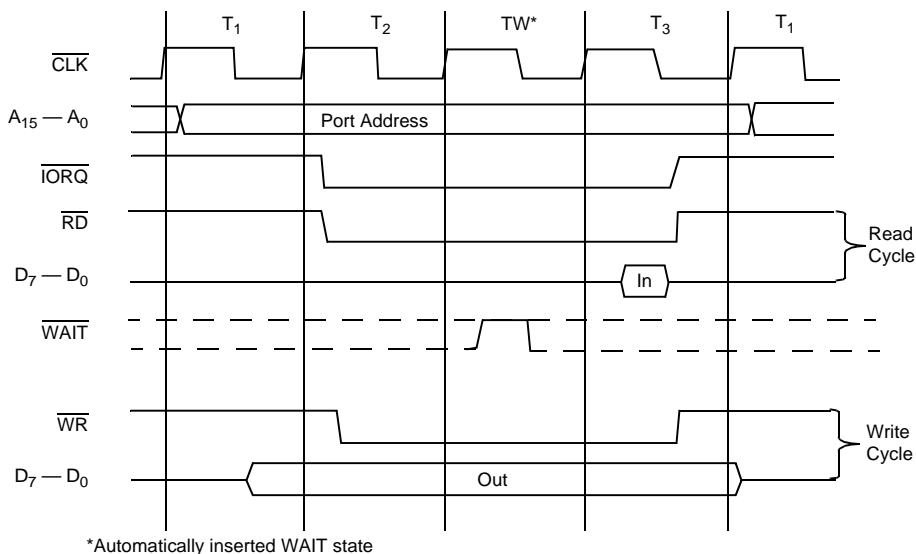 T₁ T₂ TW* T₃ T₁
CLK
A₁₅ — A₀ Port Address
IORQ
RD
Read
Cycle
D₇ — D₀ In
WAIT
WR
Write
Cycle
D₇ — D₀ Out
*Automatically inserted WAIT state